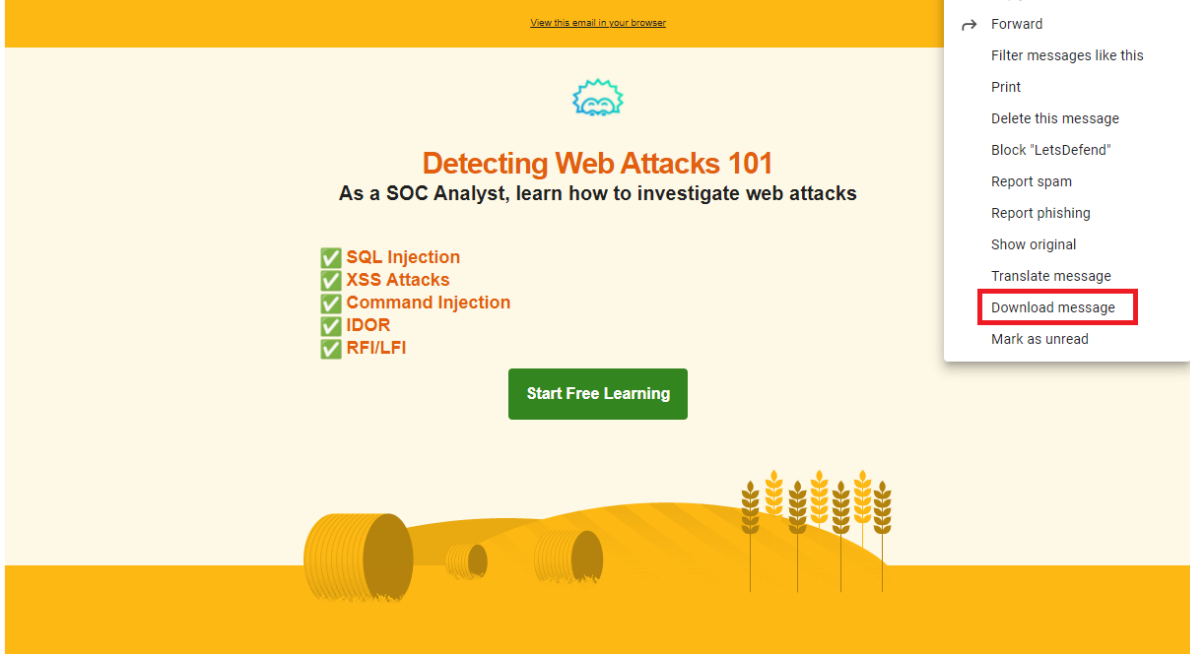 View this email in your browser
Detecting Web Attacks 101
As a SOC Analyst, learn how to investigate web attacks
✅ SQL Injection
✅ XSS Attacks
✅ Command Injection
✅ IDOR
✅ RFI/LFI
Start Free Learning
Forward
Filter messages like this
Print
Delete this message
Block "LetsDefend"
Report spam
Report phishing
Show original
Translate message
Download message
Mark as unread